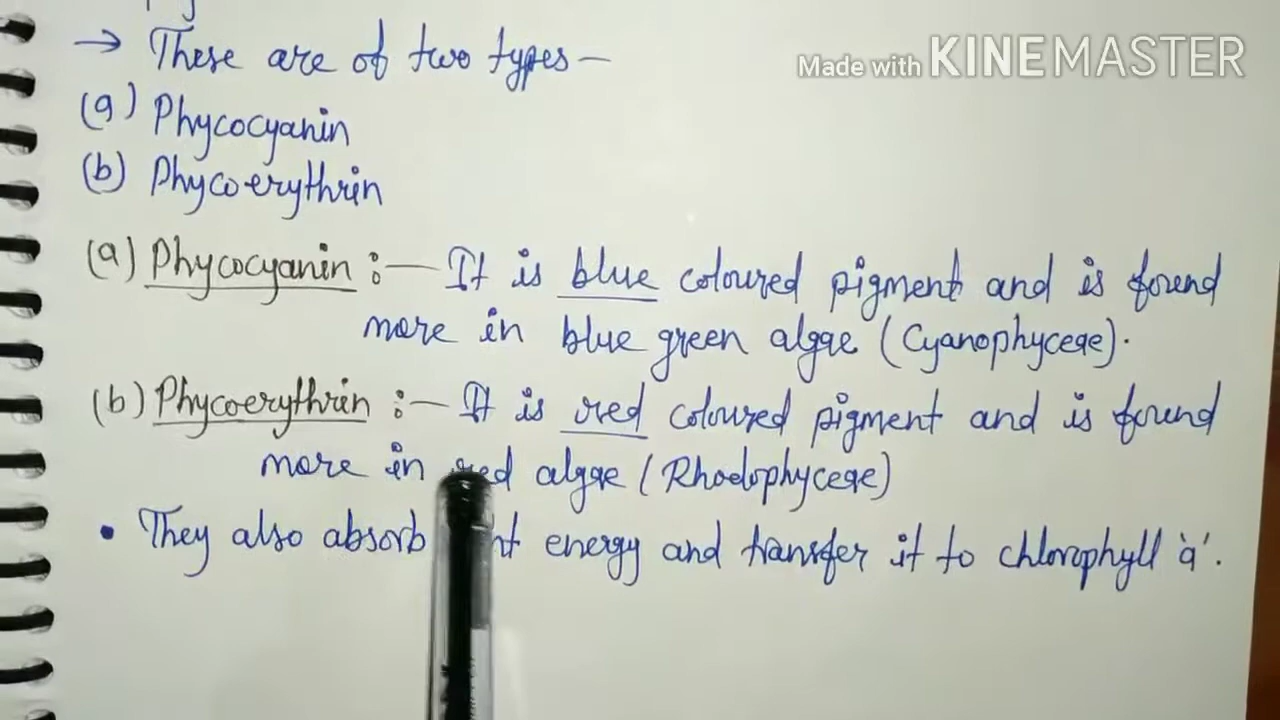 → These are of two types —
Made with KINEMASTER
(a) Phycocyanin
(b) Phycoerythrin
(a) Phycocyanin :— It is blue coloured pigment and is found
more in blue green algae (Cyanophyceae).
(b) Phycoerythrin :— It is red coloured pigment and is found
more in red algae (Rhodophyceae)
• They also absorb energy and transfer it to chlorophyll 'a'.